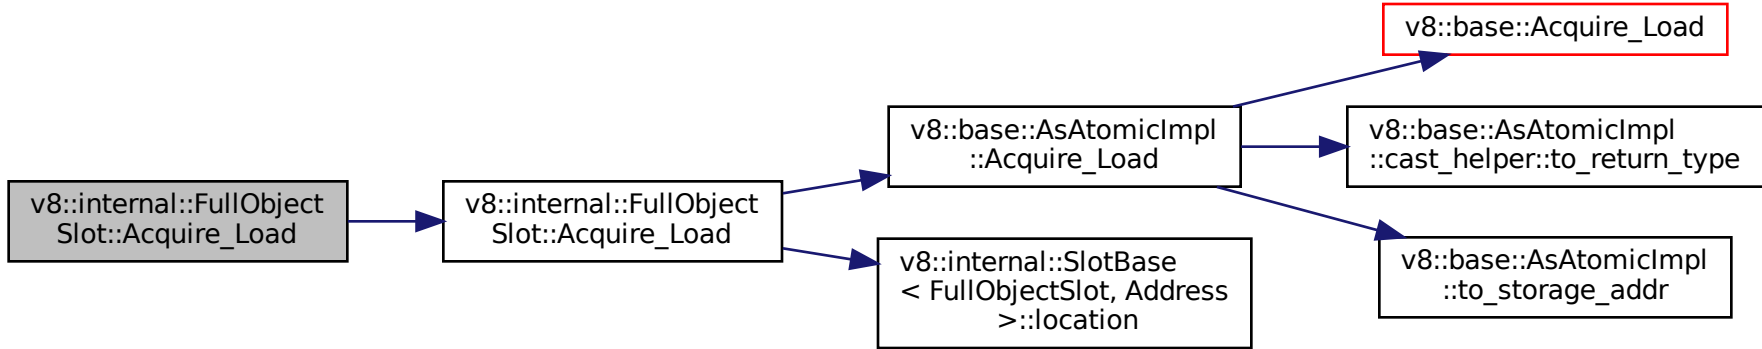 v8::internal::FullObject
Slot::Acquire_Load
v8::internal::FullObject
Slot::Acquire_Load
v8::base::AsAtomicImpl
::Acquire_Load
v8::internal::SlotBase
< FullObjectSlot, Address
>::location
v8::base::Acquire_Load
v8::base::AsAtomicImpl
::cast_helper::to_return_type
v8::base::AsAtomicImpl
::to_storage_addr